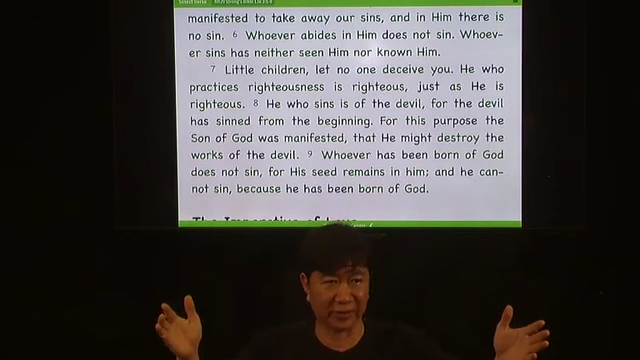 manifested to take away our sins, and in Him there is
no sin. 6 Whoever abides in Him does not sin. Whoev-
er sins has neither seen Him nor known Him.
7 Little children, let no one deceive you. He who
practices righteousness is righteous, just as He is
righteous. 8 He who sins is of the devil, for the devil
has sinned from the beginning. For this purpose the
Son of God was manifested, that He might destroy the
works of the devil. 9 Whoever has been born of God
does not sin, for His seed remains in him; and he can-
not sin, because he has been born of God.
The Imperative of Love